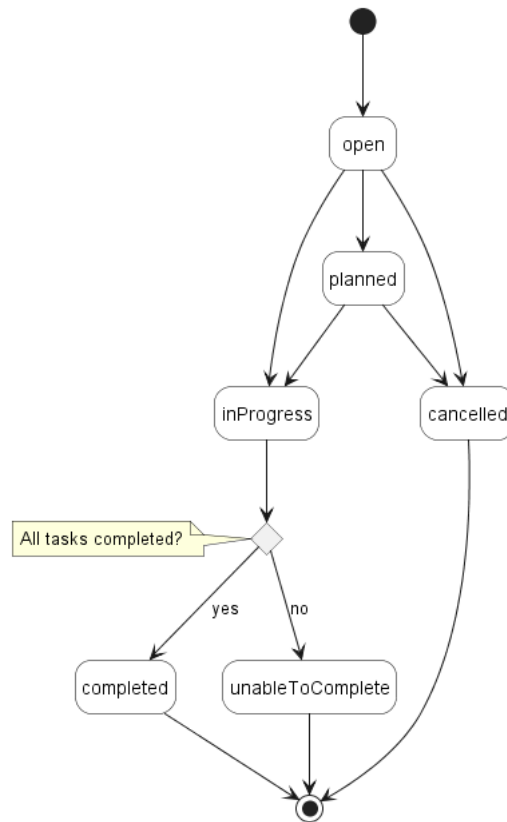 open
planned
inProgress
cancelled
All tasks completed?
yes
no
completed
unableToComplete